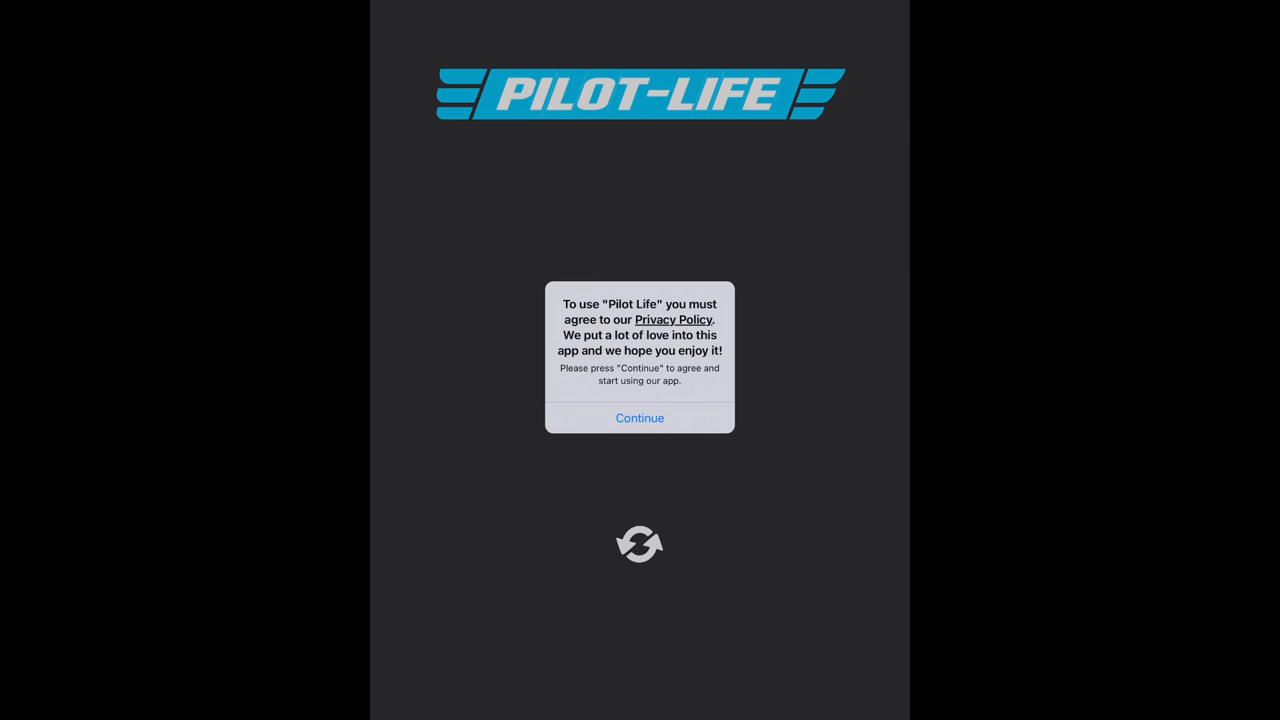 PILOT-LIFE
To use "Pilot Life" you must
agree to our Privacy Policy.
We put a lot of love into this
app and we hope you enjoy it!
Please press "Continue" to agree and
start using our app.
Continue